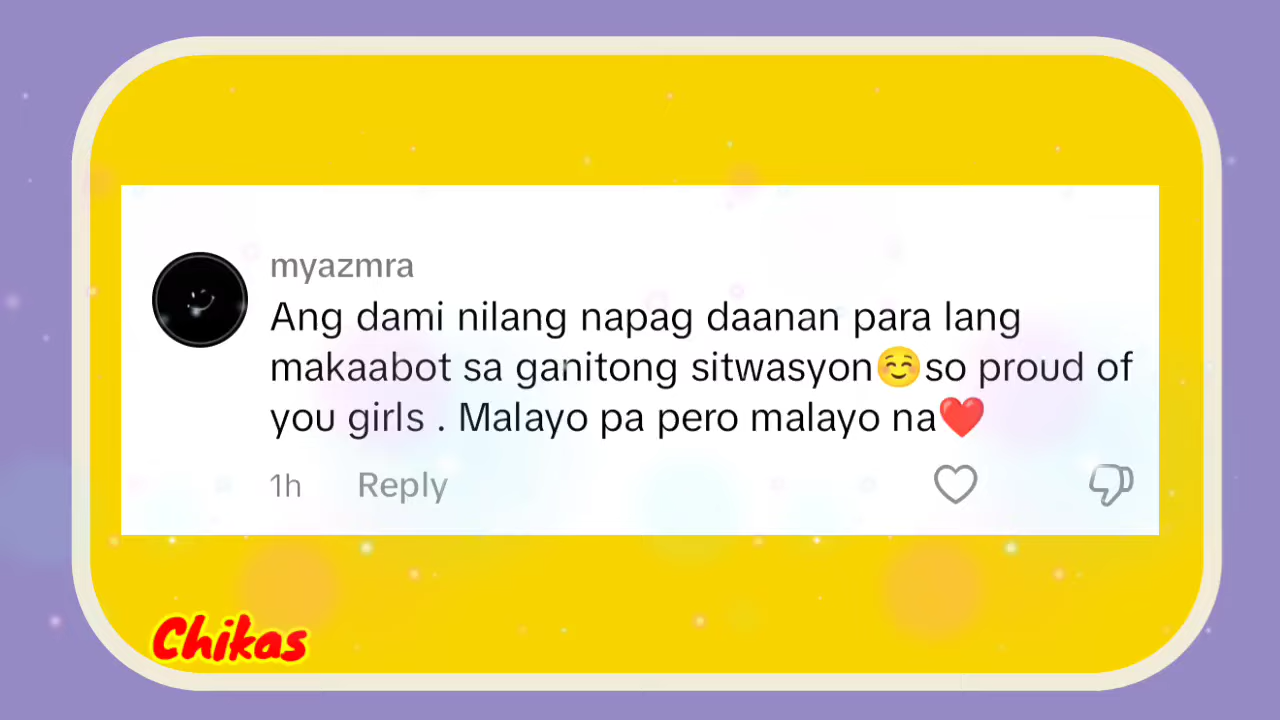 myazmra
Ang dami nilang napag daanan para lang
makaabot sa ganitong sitwasyon☺️so proud of
you girls . Malayo pa pero malayo na❤️
1h Reply
Chikas